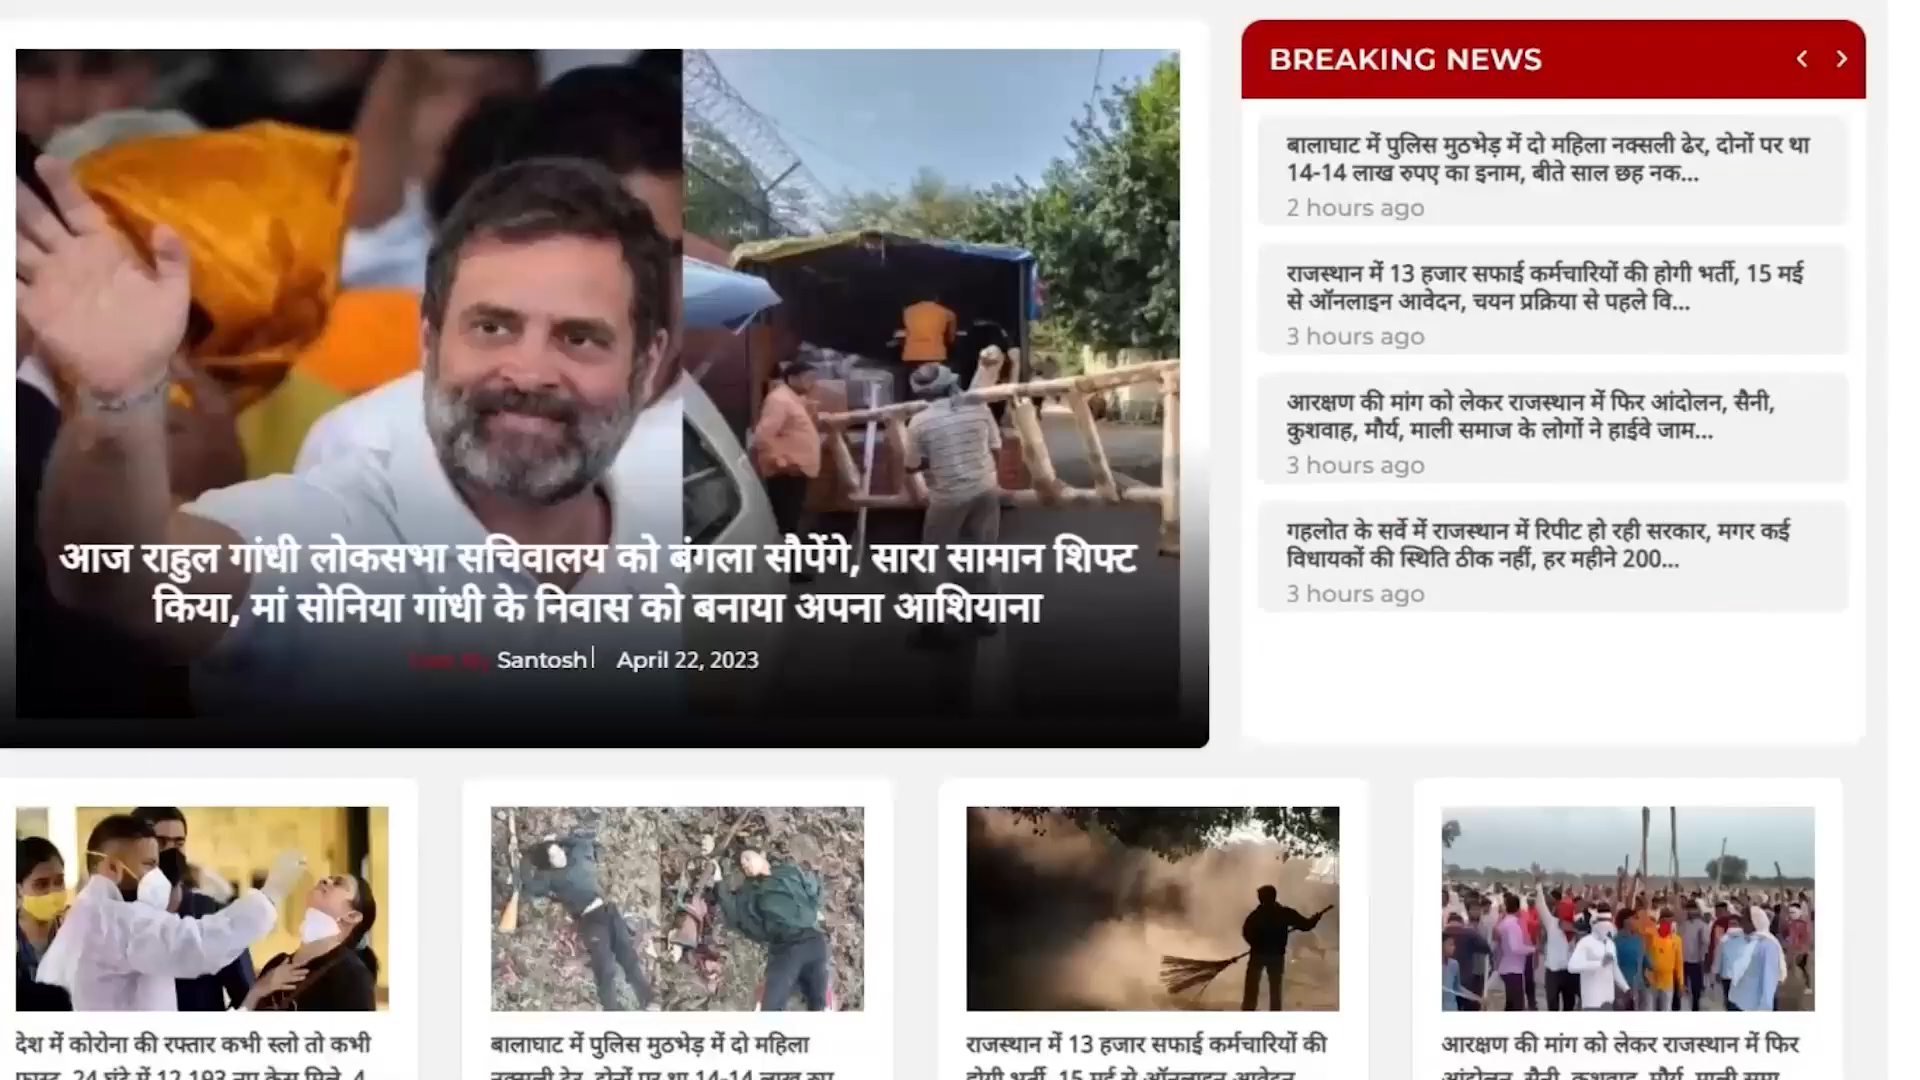 आज राहुल गांधी लोकसभा सचिवालय को बंगला सौपेंगे, सारा सामान शिफ्ट
किया, मां सोनिया गांधी के निवास को बनाया अपना आशियाना
Santosh| April 22, 2023
BREAKING NEWS
बालाघाट में पुलिस मुठभेड़ में दो महिला नक्सली ढेर, दोनों पर था
14-14 लाख रुपए का इनाम, बीते साल छह नक...
2 hours ago
राजस्थान में 13 हजार सफाई कर्मचारियों की होगी भर्ती, 15 मई
से ऑनलाइन आवेदन, चयन प्रक्रिया से पहले वि...
3 hours ago
आरक्षण की मांग को लेकर राजस्थान में फिर आंदोलन, सैनी,
कुशवाह, मौर्य, माली समाज के लोगों ने हाईवे जाम...
3 hours ago
गहलोत के सर्वे में राजस्थान में रिपीट हो रही सरकार, मगर कई
विधायकों की स्थिति ठीक नहीं, हर महीने 200...
3 hours ago
देश में कोरोना की रफ्तार कभी स्लो तो कभी
बालाघाट में पुलिस मुठभेड़ में दो महिला
राजस्थान में 13 हजार सफाई कर्मचारियों की
आरक्षण की मांग को लेकर राजस्थान में फिर